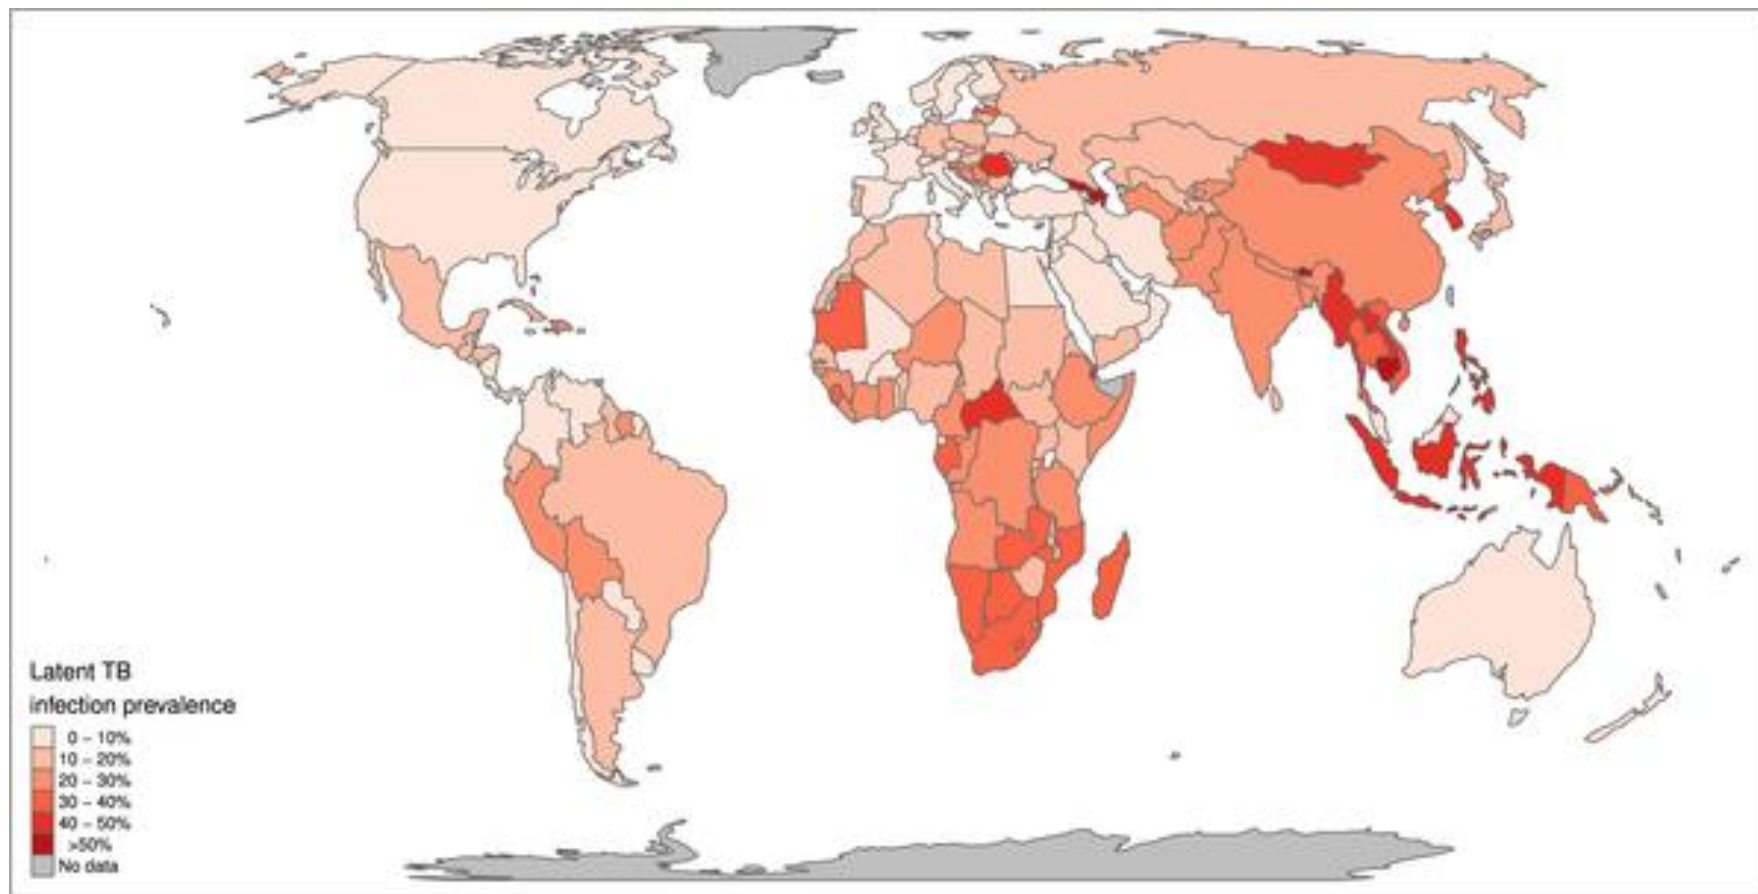 Latent TB
infection prevalence
0 – 10%
10 – 20%
20 – 30%
30 – 40%
40 – 50%
>50%
No data